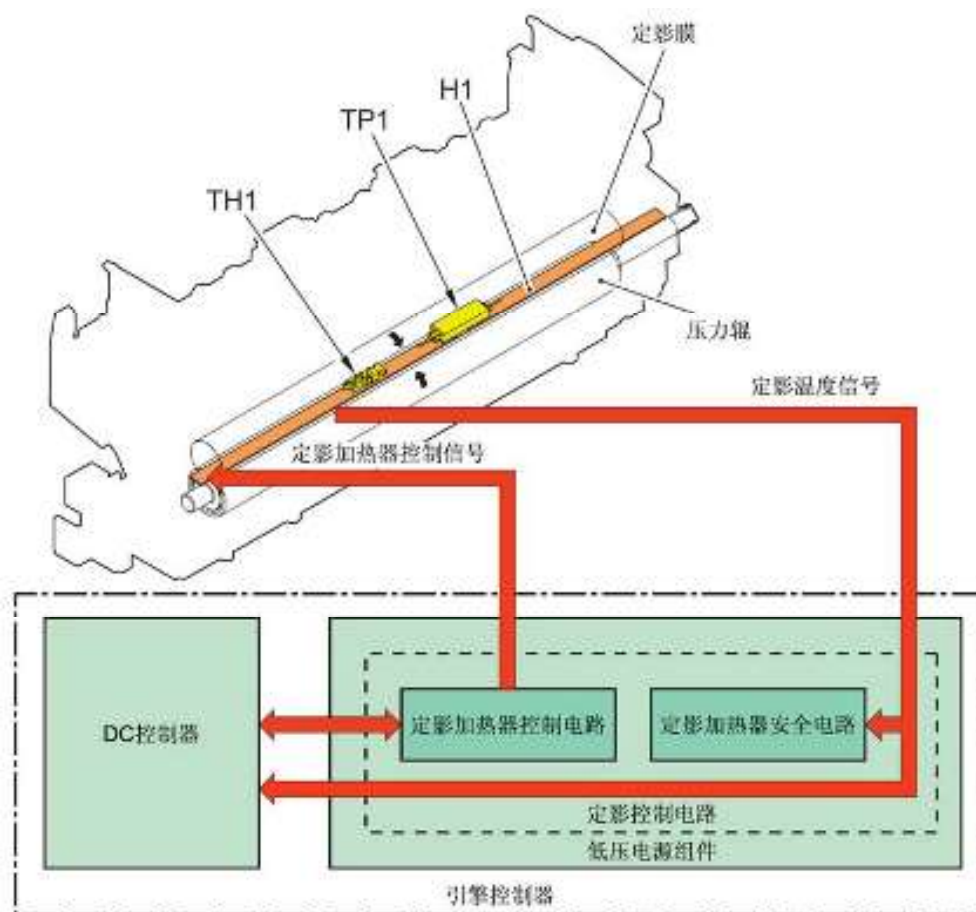 定影膜
H1
TP1
TH1
压力辊
定影温度信号
定影加热器控制信号
DC控制器
定影加热器控制电路
定影加热器安全电路
定影控制电路
低压电源组件
引擎控制器